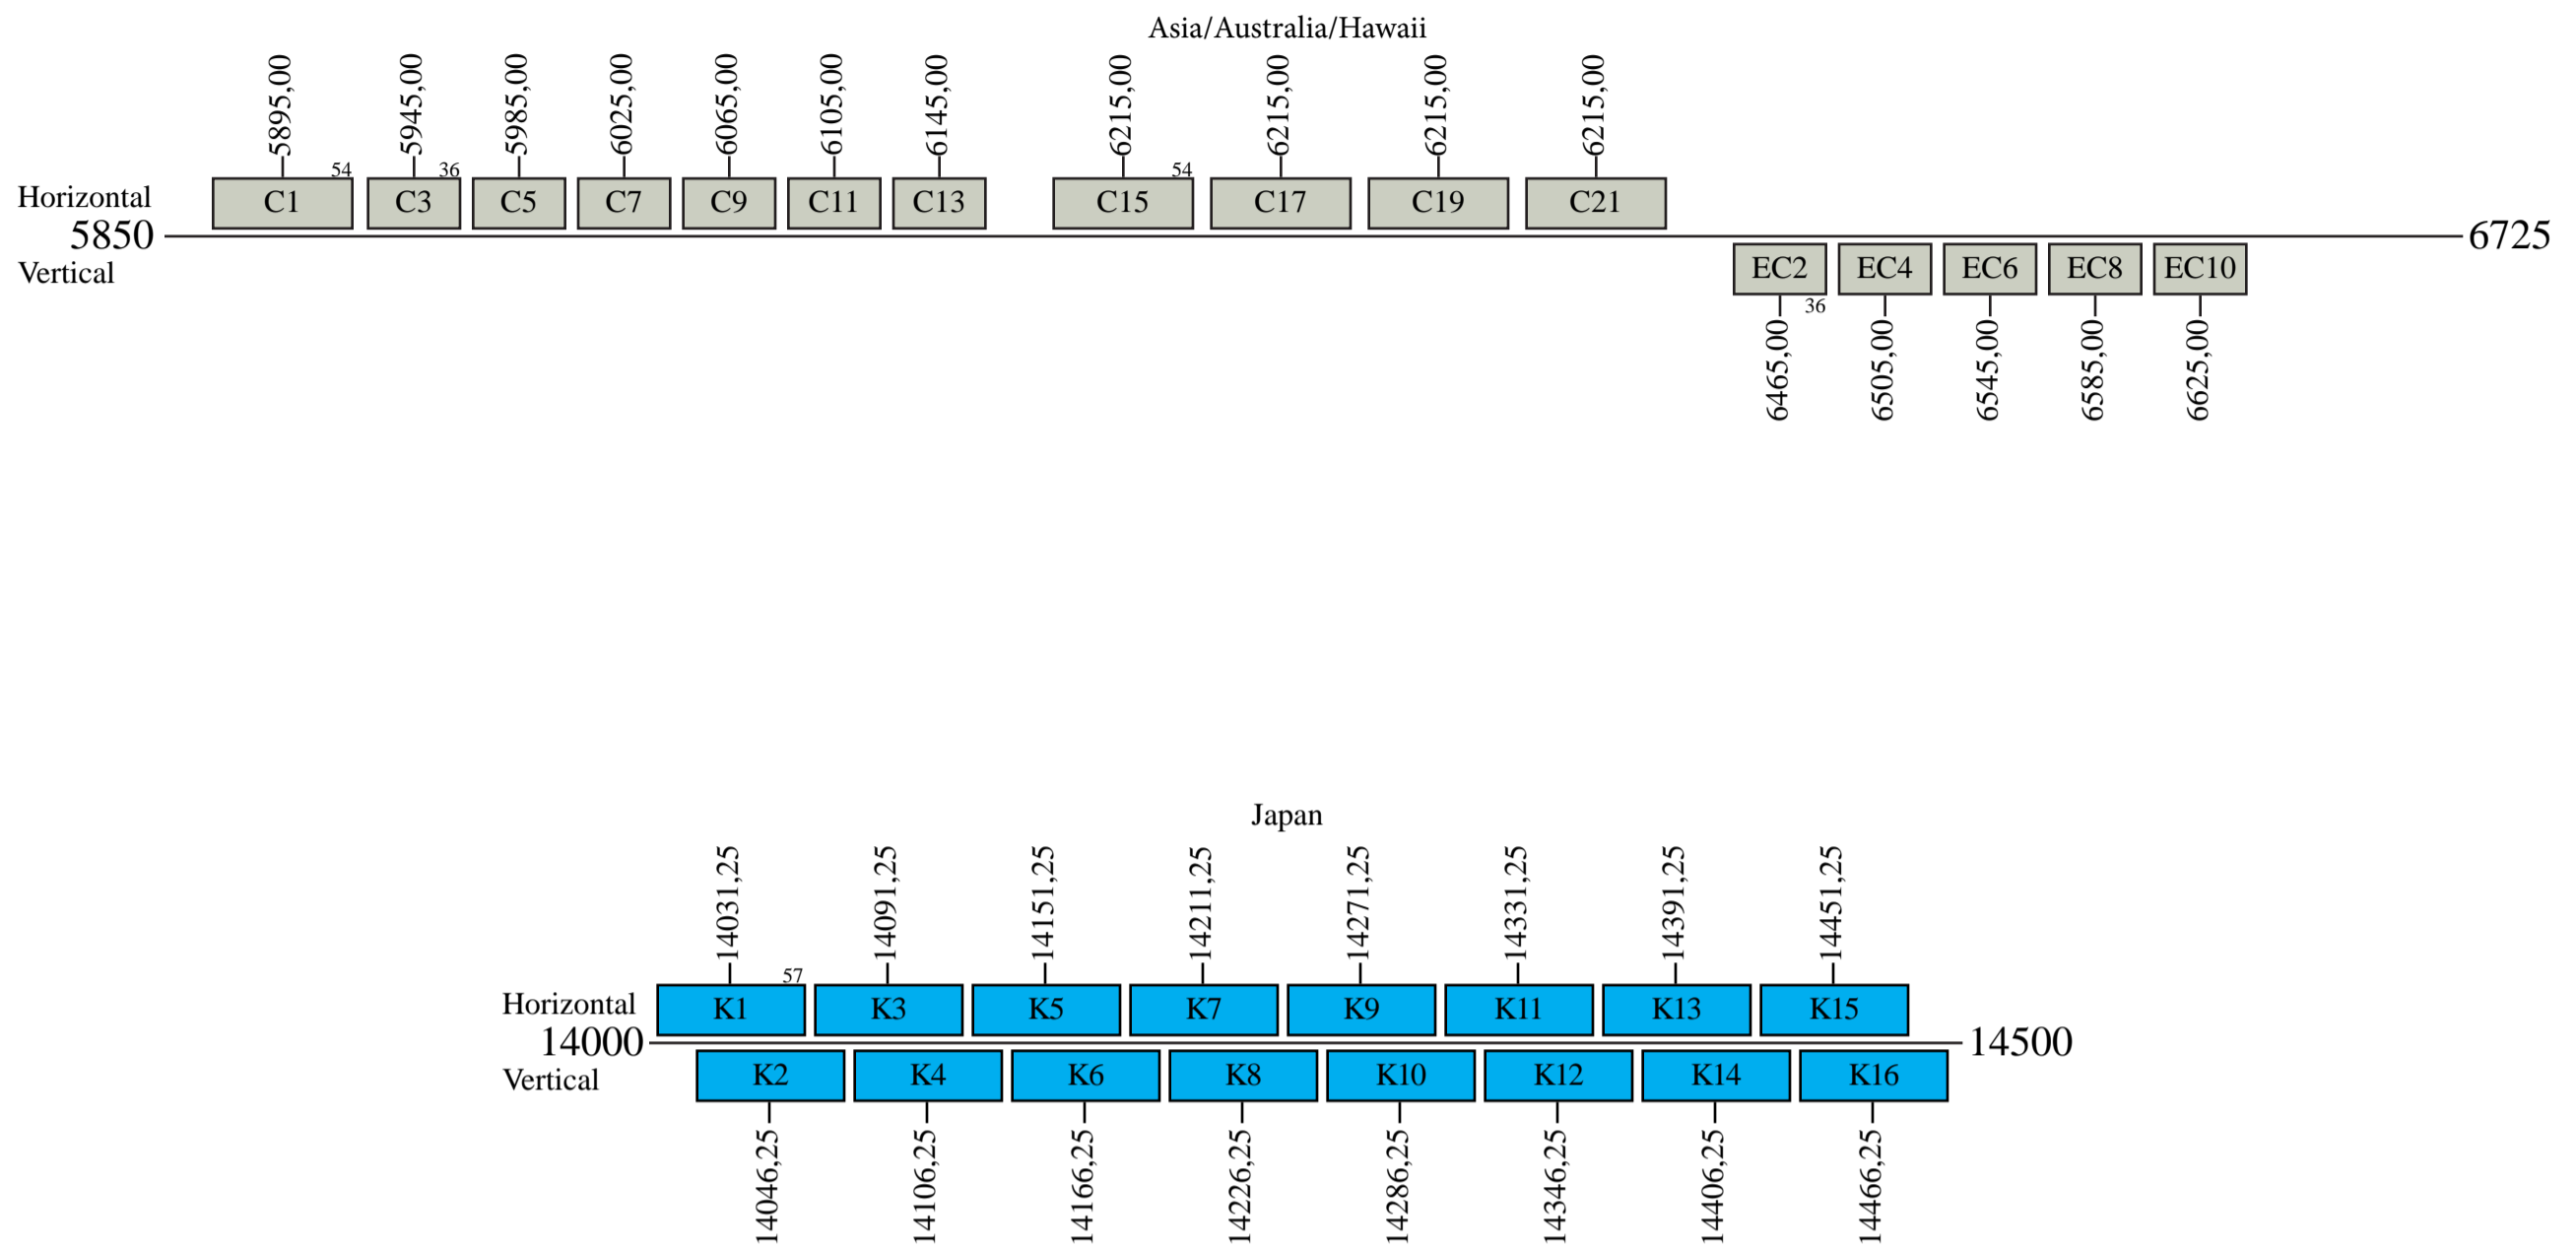 Asia/Australia/Hawaii
5895,00 5945,00 5985,00 6025,00 6065,00 6105,00 6145,00 6215,00 6215,00 6215,00 6215,00
54 36 54
Horizontal C1 C3 C5 C7 C9 C11 C13 C15 C17 C19 C21
5850 6725
Vertical EC2 EC4 EC6 EC8 EC10
36
6465,00 6505,00 6545,00 6585,00 6625,00
Japan
14031,25 14091,25 14151,25 14211,25 14271,25 14331,25 14391,25 14451,25
57
Horizontal K1 K3 K5 K7 K9 K11 K13 K15
14000 14500
Vertical K2 K4 K6 K8 K10 K12 K14 K16
14046,25 14106,25 14166,25 14226,25 14286,25 14346,25 14406,25 14466,25